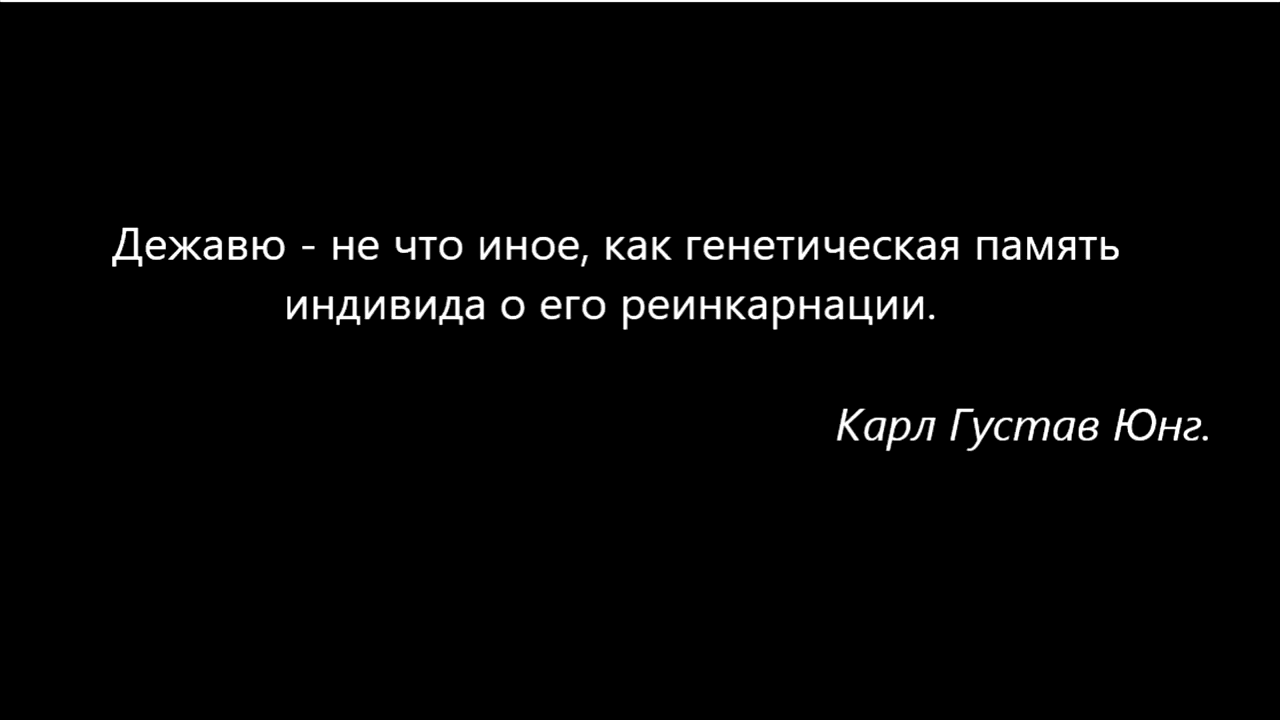 Дежавю - не что иное, как генетическая память
индивида о его реинкарнации.
Карл Густав Юнг.